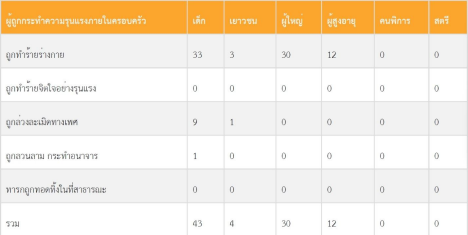 ผู้ถูกกระทำความรุนแรงภายในครอบครัว เด็ก เยาวชน ผู้ใหญ่ ผู้สูงอายุ คนพิการ สตรี
ถูกทำร้ายร่างกาย 33 3 30 12 0 0
ถูกทำร้ายจิตใจอย่างรุนแรง 0 0 0 0 0 0
ถูกล่วงละเมิดทางเพศ 9 1 0 0 0 0
ถูกลวนลาม กระทำอนาจาร 1 0 0 0 0 0
ทารกถูกทอดทิ้งในที่สาธารณะ 0 0 0 0 0 0
รวม 43 4 30 12 0 0